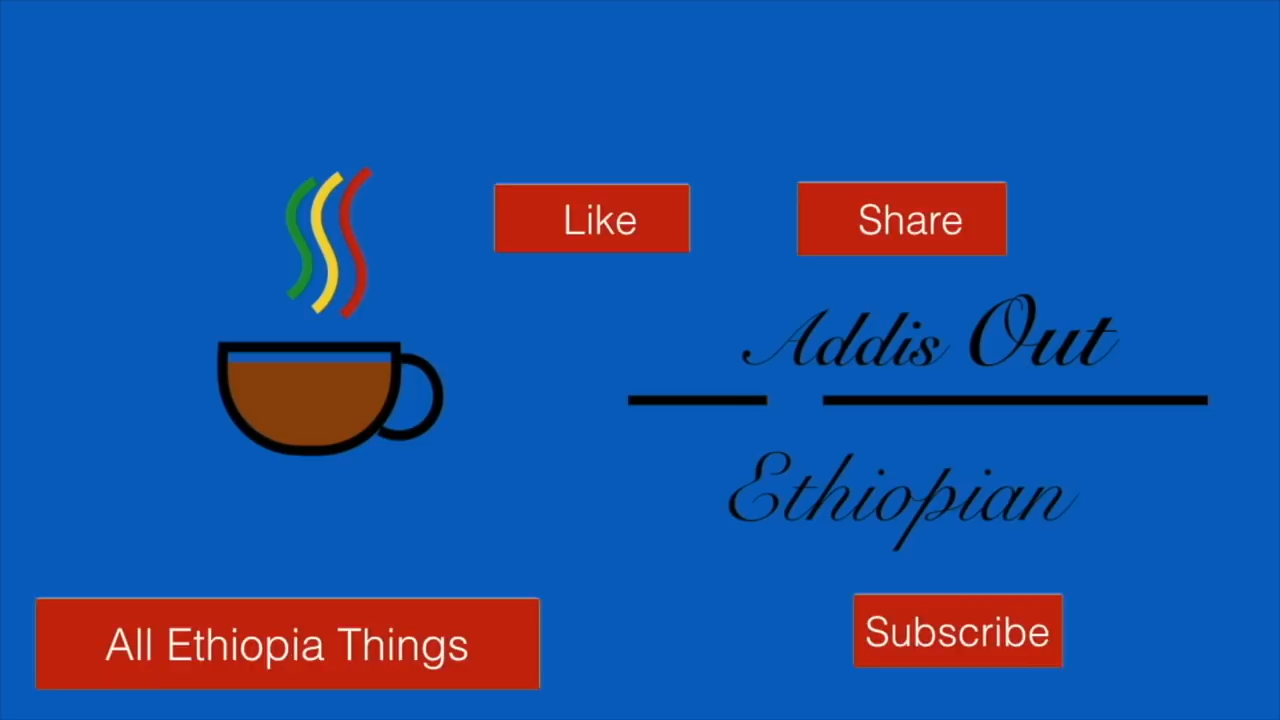 Like
Share
Addis Out
Ethiopian
All Ethiopia Things
Subscribe